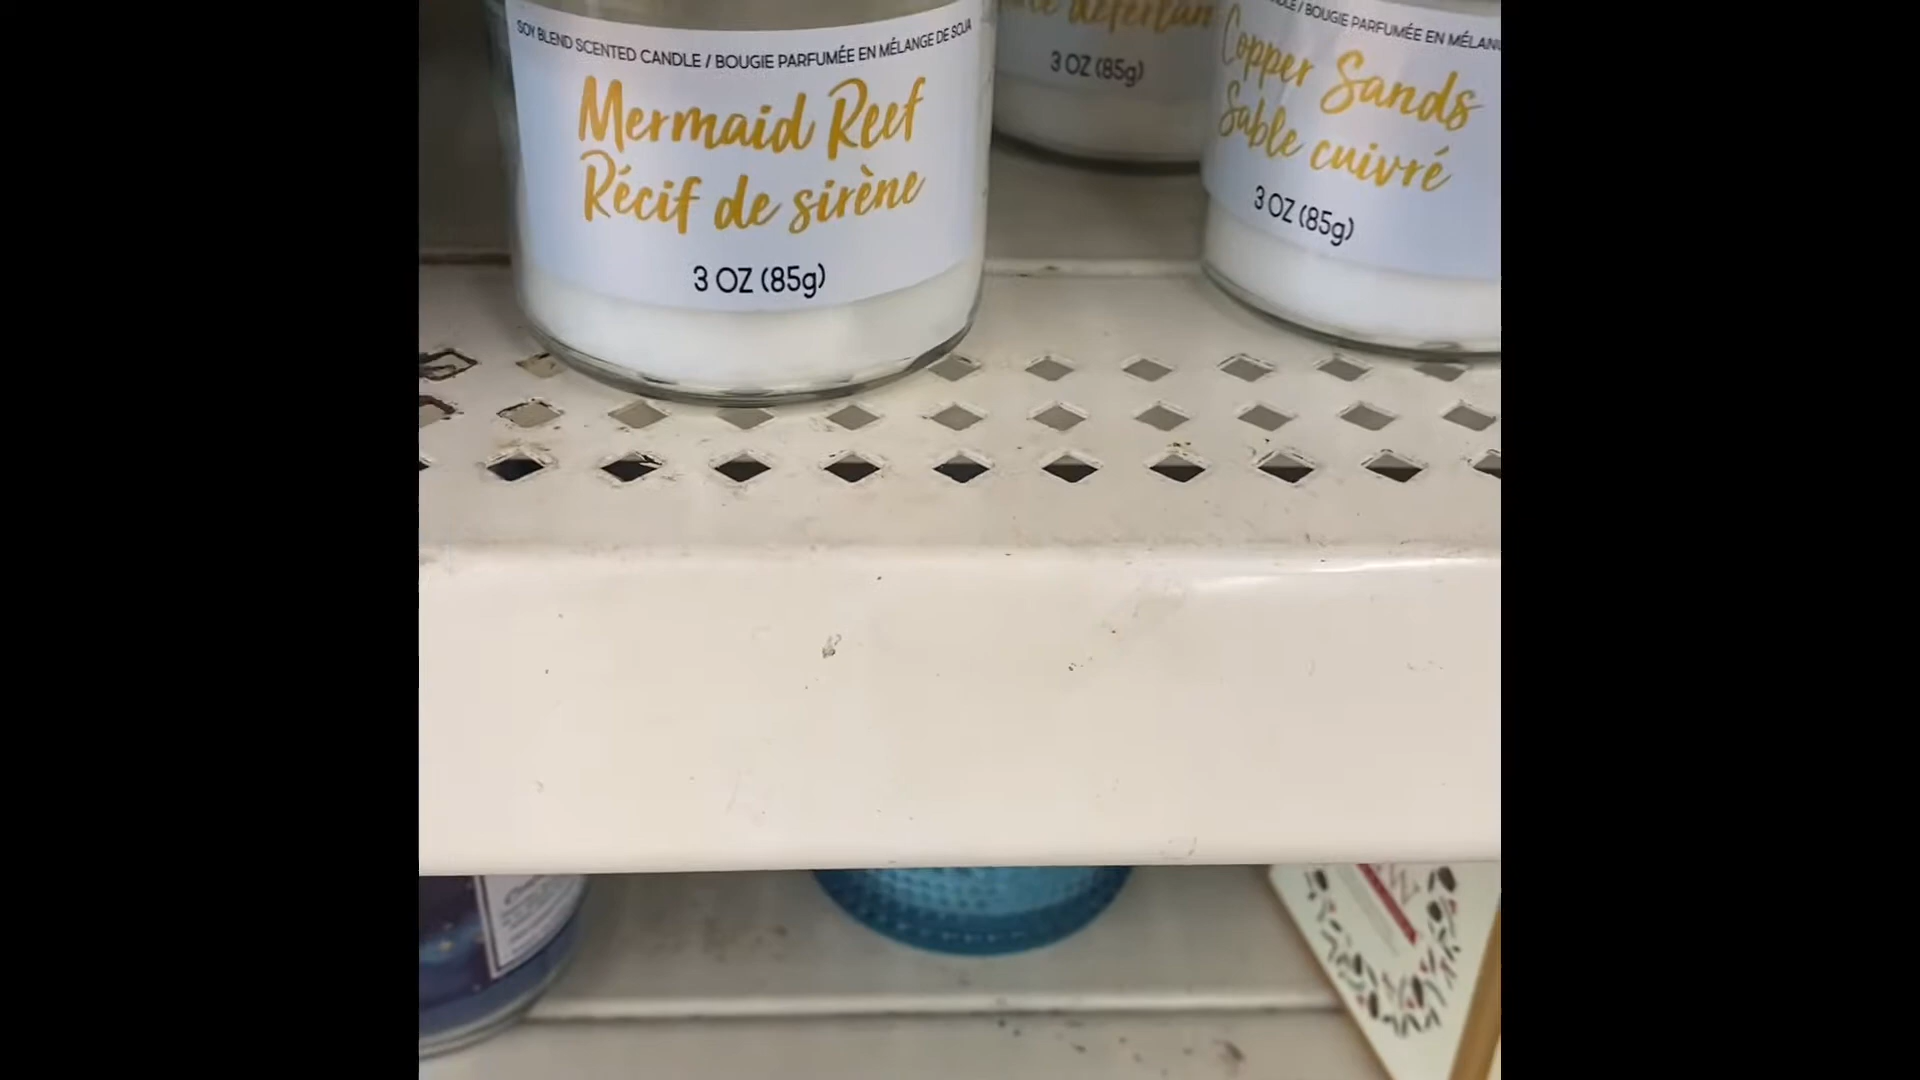 SOY BLEND SCENTED CANDLE / BOUGIE PARFUMÉE EN MÉLANGE DE SOJA
Mermaid Reef
Récif de sirène
3 OZ (85g)
3 OZ (85g)
/ BOUGIE PARFUMÉE EN
Copper Sands
Sable cuivré
3 OZ (85g)